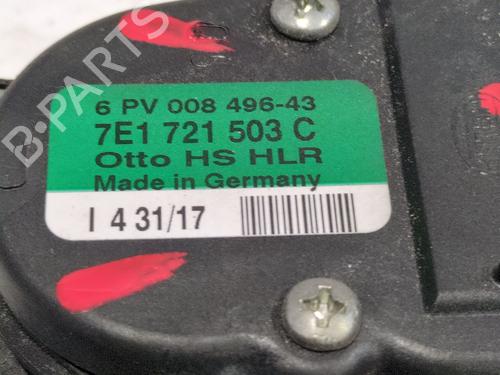 B-PARTS
6 PV 008 496-43
7E1 721 503 C
Otto HS HLR
Made in Germany
I 4 31/17